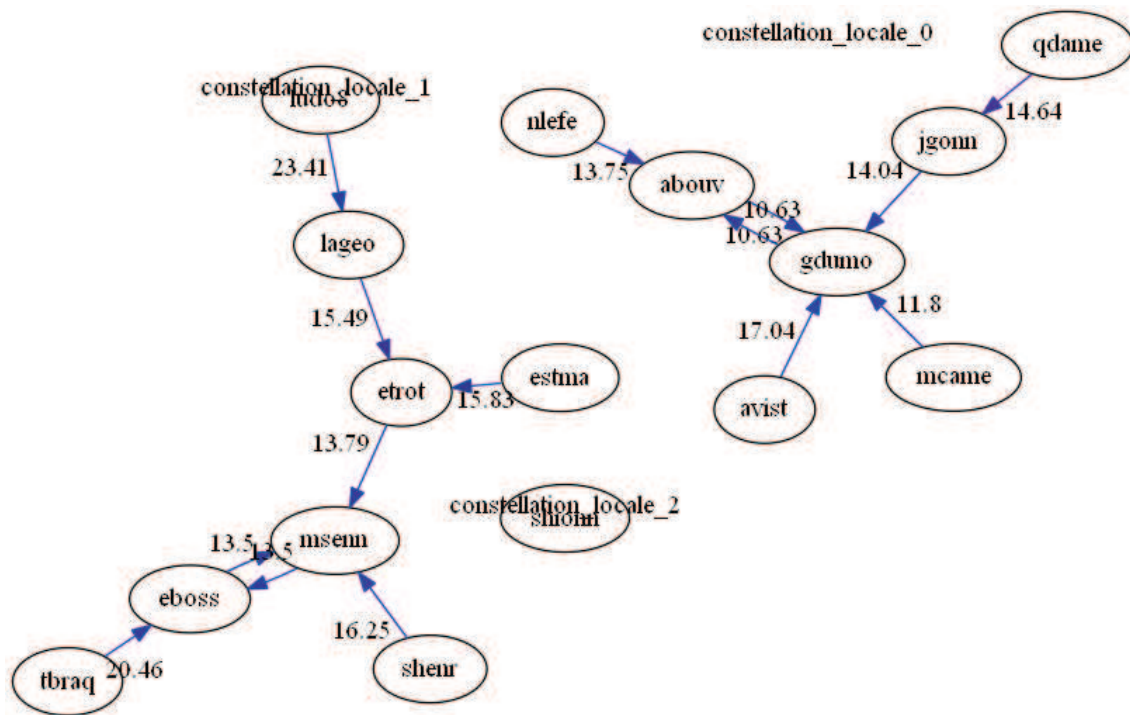 constellation_locale_0
qdame
constellation_locale_1
nlefe
14.64
jgonn
23.41
13.75
abouv
14.04
10.63
10.63
lageo
gdumo
15.49
17.04
11.8
etrot
estma
15.83
mcame
avist
13.79
constellation_locale_2
msenn
13.5
13.5
eboss
16.25
tbraq
20.46
shenr